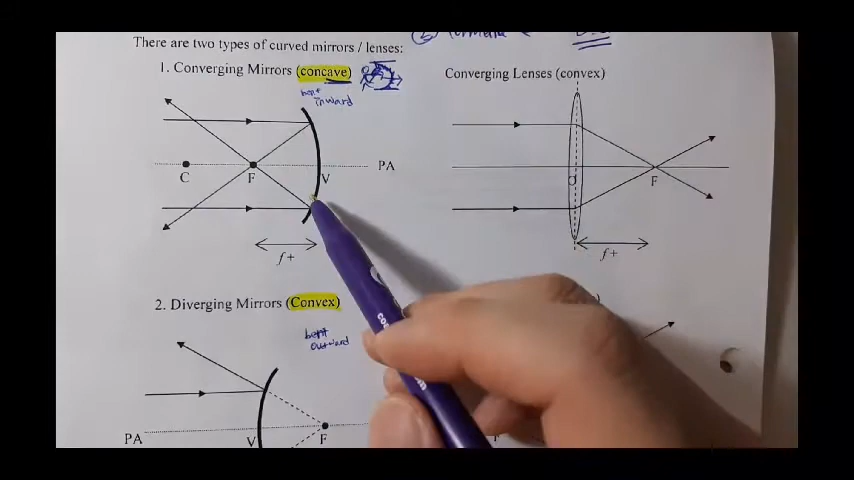 There are two types of curved mirrors / lenses:
1. Converging Mirrors (concave)
bent
inward
C
F
V
PA
f+
Converging Lenses (convex)
O
F
f+
2. Diverging Mirrors (Convex)
bent
outward
PA
V
F